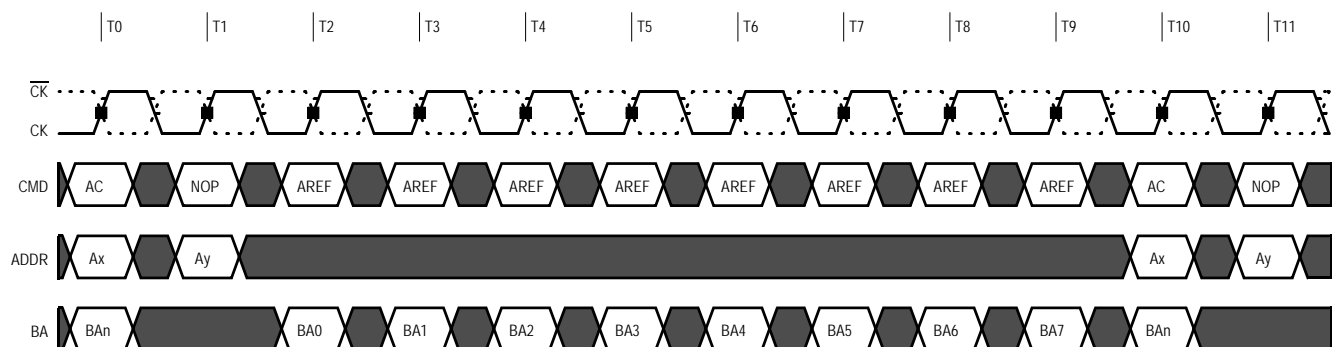 T0 T1 T2 T3 T4 T5 T6 T7 T8 T9 T10 T11
CK
CK
CMD AC NOP AREF AREF AREF AREF AREF AREF AREF AREF AC NOP
ADDR Ax Ay Ax Ay
BA BAn BA0 BA1 BA2 BA3 BA4 BA5 BA6 BA7 BAn